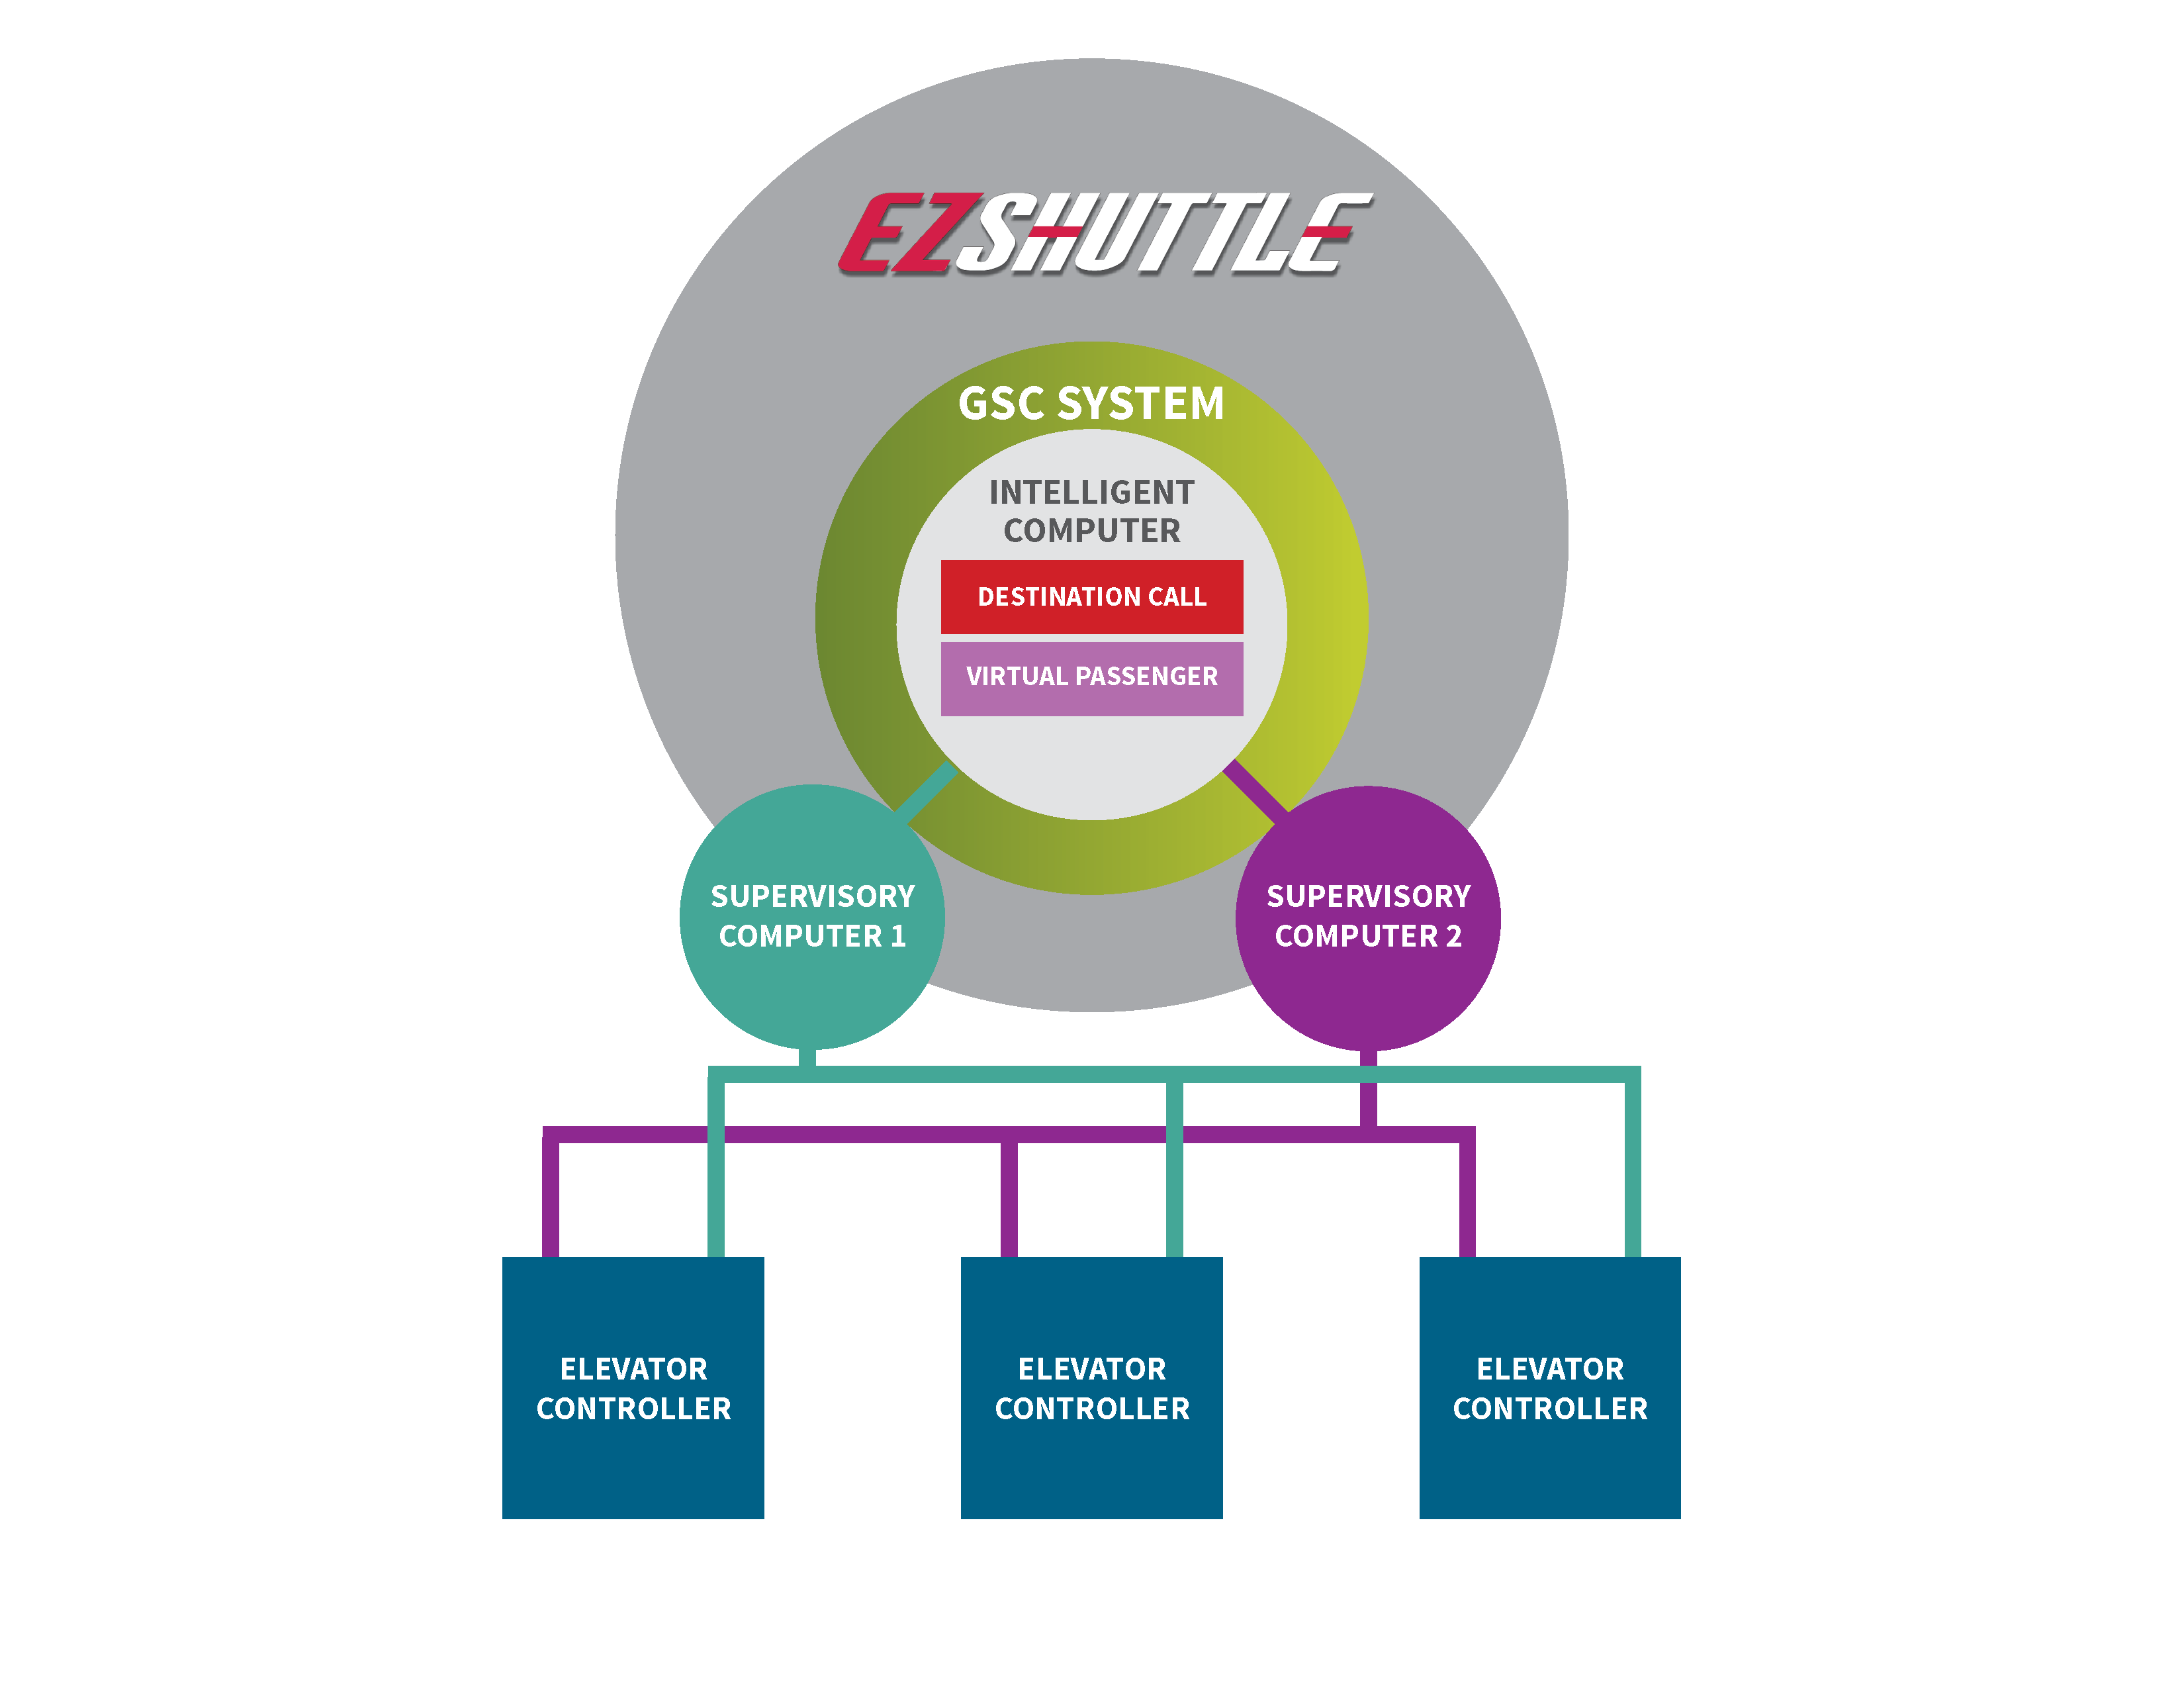 EZSHUTTLE
GSC SYSTEM
INTELLIGENT
COMPUTER
DESTINATION CALL
VIRTUAL PASSENGER
SUPERVISORY
COMPUTER 1
SUPERVISORY
COMPUTER 2
ELEVATOR
CONTROLLER
ELEVATOR
CONTROLLER
ELEVATOR
CONTROLLER